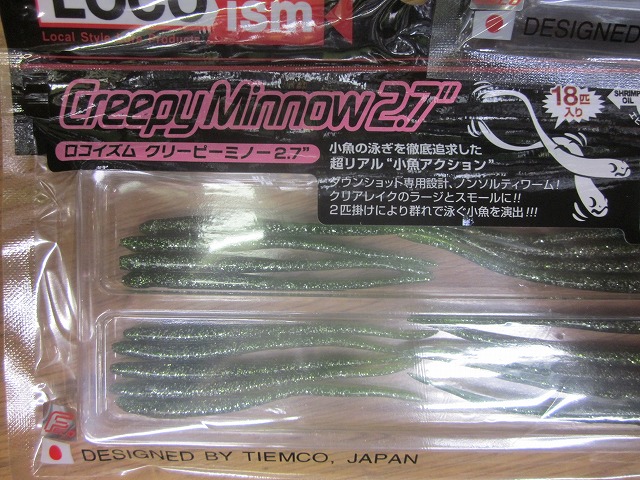 LOCO ism
DESIGNED
Creepy Minnow 2.7"
18匹
入り
SHRIMP
OIL
ロコイズム クリーピーミノー2.7"
小魚の泳ぎを徹底追求した
超リアル“小魚アクション”
ダウンショット専用設計、ノンソルティワーム!
クリアレイクのラージとスモールに!!
2匹掛けにより群れで泳ぐ小魚を演出!!!
DESIGNED BY TIEMCO, JAPAN